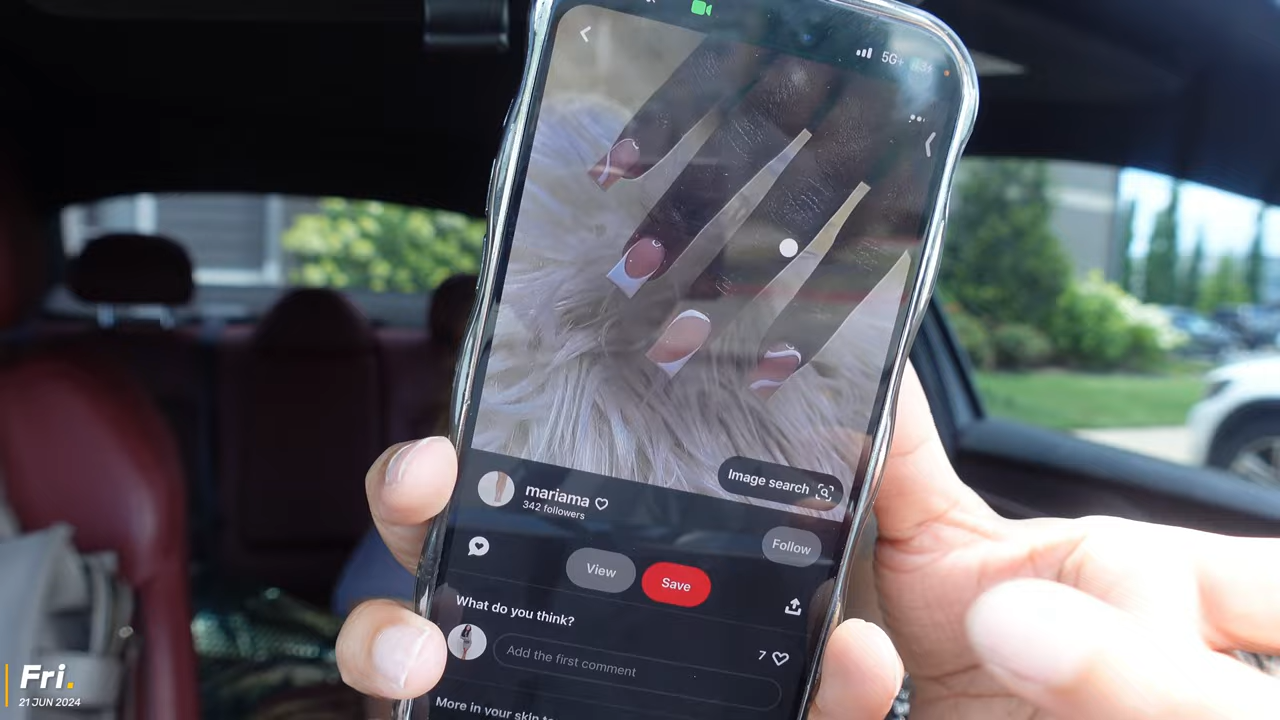 5G+
Image search
mariama
342 followers
Follow
View
Save
What do you think?
Add the first comment
7
More in your skin
Fri.
21 JUN 2024